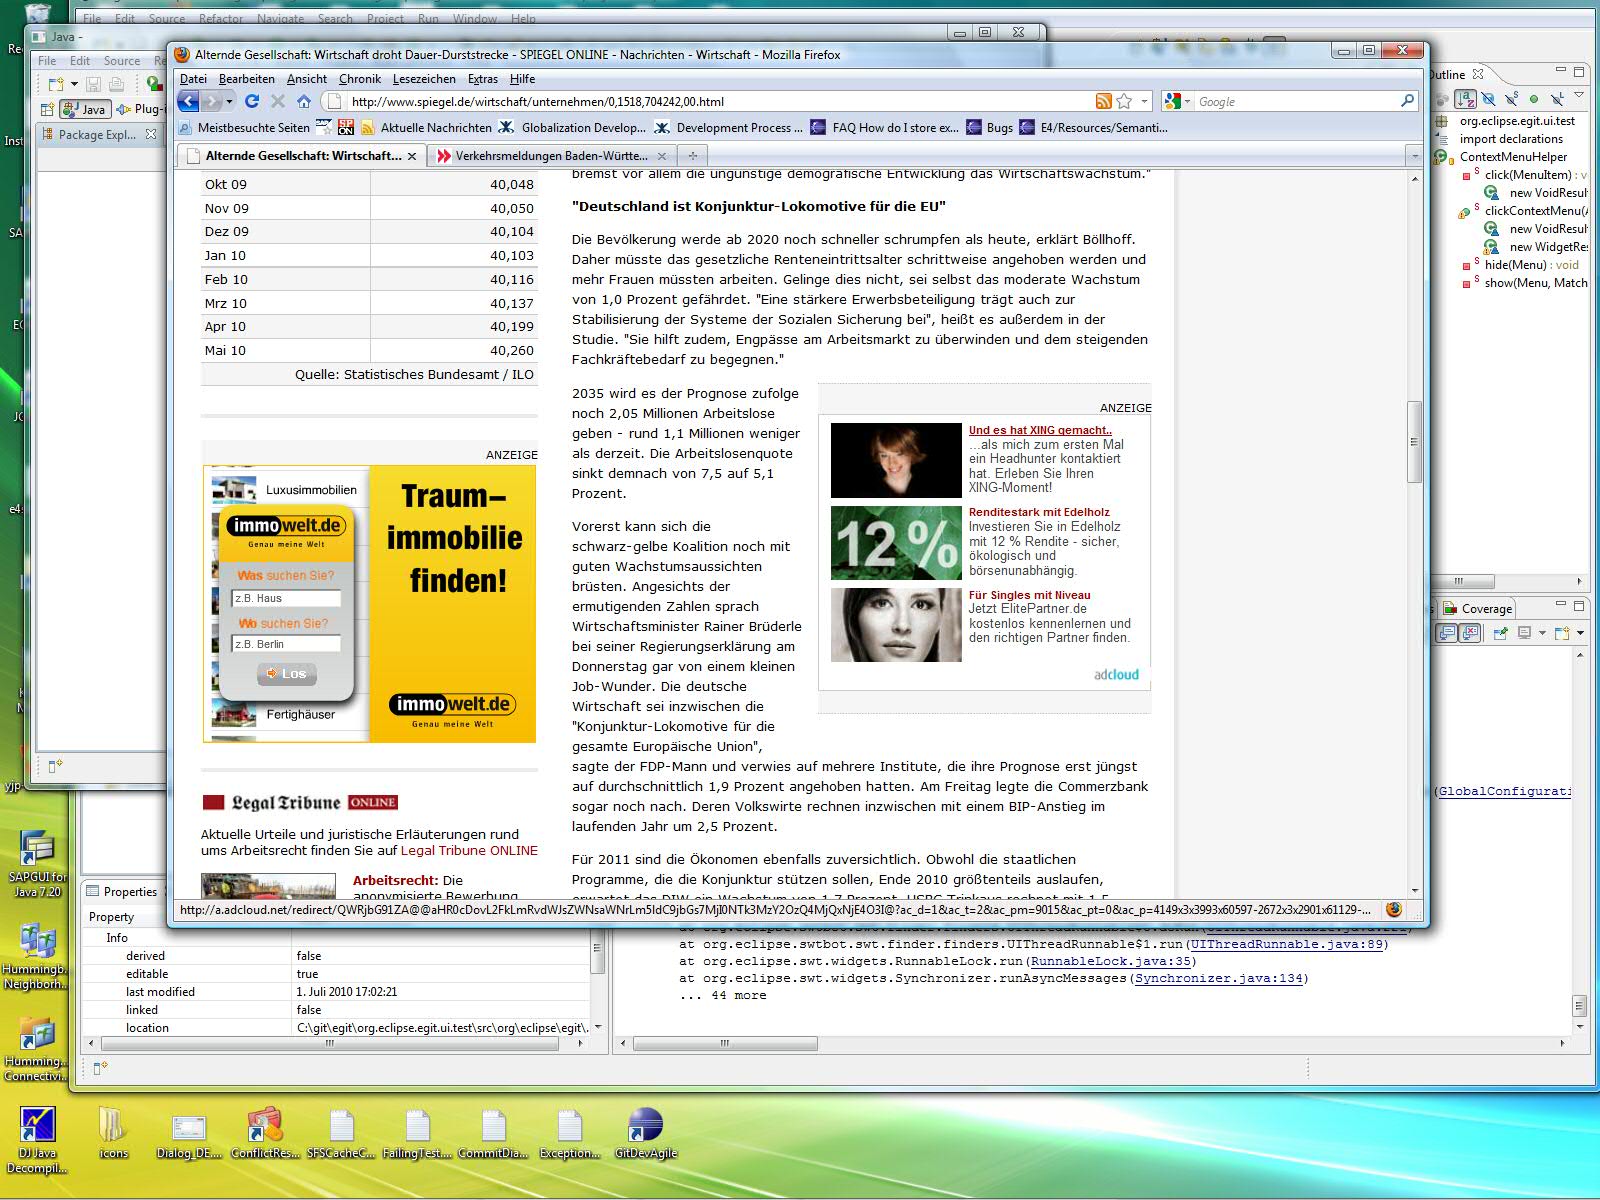 File Edit Source Refactor Navigate Search Project Run Window Help
Java -
File Edit Source
Java
Package Expl...
Alternde Gesellschaft: Wirtschaft droht Dauer-Durststrecke - SPIEGEL ONLINE - Nachrichten - Wirtschaft - Mozilla Firefox
Datei Bearbeiten Ansicht Chronik Lesezeichen Extras Hilfe
http://www.spiegel.de/wirtschaft/unternehmen/0,1518,704242,00.html
Google
Meistbesuchte Seiten
Aktuelle Nachrichten
Globalization Develop...
Development Process ...
FAQ How do I store ex...
Bugs
E4/Resources/Semanti...
Alternde Gesellschaft: Wirtschaft...
Verkehrsmeldungen Baden-Württe...
Okt 09 40,048
Nov 09 40,050
Dez 09 40,104
Jan 10 40,103
Feb 10 40,116
Mrz 10 40,137
Apr 10 40,199
Mai 10 40,260
Quelle: Statistisches Bundesamt / ILO
ANZEIGE
Luxusimmobilien
immowelt.de
Genau meine Welt
Was suchen Sie?
z.B. Haus
Wo suchen Sie?
z.B. Berlin
Los
Fertighäuser
Traum-
immobilie
finden!
immowelt.de
Genau meine Welt
Legal Tribune ONLINE
Aktuelle Urteile und juristische Erläuterungen rund
ums Arbeitsrecht finden Sie auf Legal Tribune ONLINE
Arbeitsrecht: Die
anonymisierte Bewerbung
bremst vor allem die ungünstige demografische Entwicklung das Wirtschaftswachstum."
"Deutschland ist Konjunktur-Lokomotive für die EU"
Die Bevölkerung werde ab 2020 noch schneller schrumpfen als heute, erklärt Böllhoff.
Daher müsste das gesetzliche Renteneintrittsalter schrittweise angehoben werden und
mehr Frauen müssten arbeiten. Gelinge dies nicht, sei selbst das moderate Wachstum
von 1,0 Prozent gefährdet. "Eine stärkere Erwerbsbeteiligung trägt auch zur
Stabilisierung der Systeme der Sozialen Sicherung bei", heißt es außerdem in der
Studie. "Sie hilft zudem, Engpässe am Arbeitsmarkt zu überwinden und dem steigenden
Fachkräftebedarf zu begegnen."
2035 wird es der Prognose zufolge
noch 2,05 Millionen Arbeitslose
geben - rund 1,1 Millionen weniger
als derzeit. Die Arbeitslosenquote
sinkt demnach von 7,5 auf 5,1
Prozent.
Vorerst kann sich die
schwarz-gelbe Koalition noch mit
guten Wachstumsaussichten
brüsten. Angesichts der
ermutigenden Zahlen sprach
Wirtschaftsminister Rainer Brüderle
bei seiner Regierungserklärung am
Donnerstag gar von einem kleinen
Job-Wunder. Die deutsche
Wirtschaft sei inzwischen die
"Konjunktur-Lokomotive für die
gesamte Europäische Union",
sagte der FDP-Mann und verwies auf mehrere Institute, die ihre Prognose erst jüngst
auf durchschnittlich 1,9 Prozent angehoben hatten. Am Freitag legte die Commerzbank
sogar noch nach. Deren Volkswirte rechnen inzwischen mit einem BIP-Anstieg im
laufenden Jahr um 2,5 Prozent.
Für 2011 sind die Ökonomen ebenfalls zuversichtlich. Obwohl die staatlichen
Programme, die die Konjunktur stützen sollen, Ende 2010 größtenteils auslaufen,
erwartet das DIW ein Wachstum von 1,7 Prozent, HSBC Trinkaus rechnet mit 1,5
ANZEIGE
Und es hat XING gemacht..
...als mich zum ersten Mal
ein Headhunter kontaktiert
hat. Erleben Sie Ihren
XING-Moment!
12 %
Renditestark mit Edelholz
Investieren Sie in Edelholz
mit 12 % Rendite - sicher,
ökologisch und
börsenunabhängig.
Für Singles mit Niveau
Jetzt ElitePartner.de
kostenlos kennenlernen und
den richtigen Partner finden.
adcloud
Outline
org.eclipse.egit.ui.test
import declarations
ContextMenuHelper
click(MenuItem) : v
new VoidResul
clickContextMenu(A
new VoidResul
new WidgetRes
hide(Menu) : void
show(Menu, Match
Coverage
(GlobalConfigurati
Properties
Property
Info
derived false
editable true
last modified 1. Juli 2010 17:02:21
linked false
location C:\git\egit\org.eclipse.egit.ui.test\src\org\eclipse\egit\.
at org.eclipse.swtbot.swt.finder.finders.UIThreadRunnable$1.run(UIThreadRunnable.java:89)
at org.eclipse.swt.widgets.RunnableLock.run(RunnableLock.java:35)
at org.eclipse.swt.widgets.Synchronizer.runAsyncMessages(Synchronizer.java:134)
... 44 more
SAPGUI for
Java 7.20
Hummingb...
Neighborh...
Humming...
Connectivi...
DJ Java
Decompil...
icons
Dialog_DE...
ConflictRes...
SFSCacheC...
FailingTest...
CommitDia...
Exception...
GitDevAgile